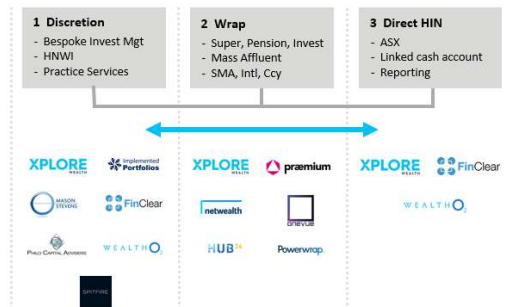 1 Discretion
- Bespoke Invest Mgt
- HNWI
- Practice Services
2 Wrap
- Super, Pension, Invest
- Mass Affluent
- SMA, Intl, Ccy
3 Direct HIN
- ASX
- Linked cash account
- Reporting
XPLORE
WEALTH
Implemented
Portfolios
MASON
STEVENS
FinClear
PHILO CAPITAL ADVISERS
WEALTHO2
SPITFIRE
XPLORE
WEALTH
præmium
netwealth
onevue
HUB24
Powerwrap
XPLORE
WEALTH
FinClear
WEALTHO2